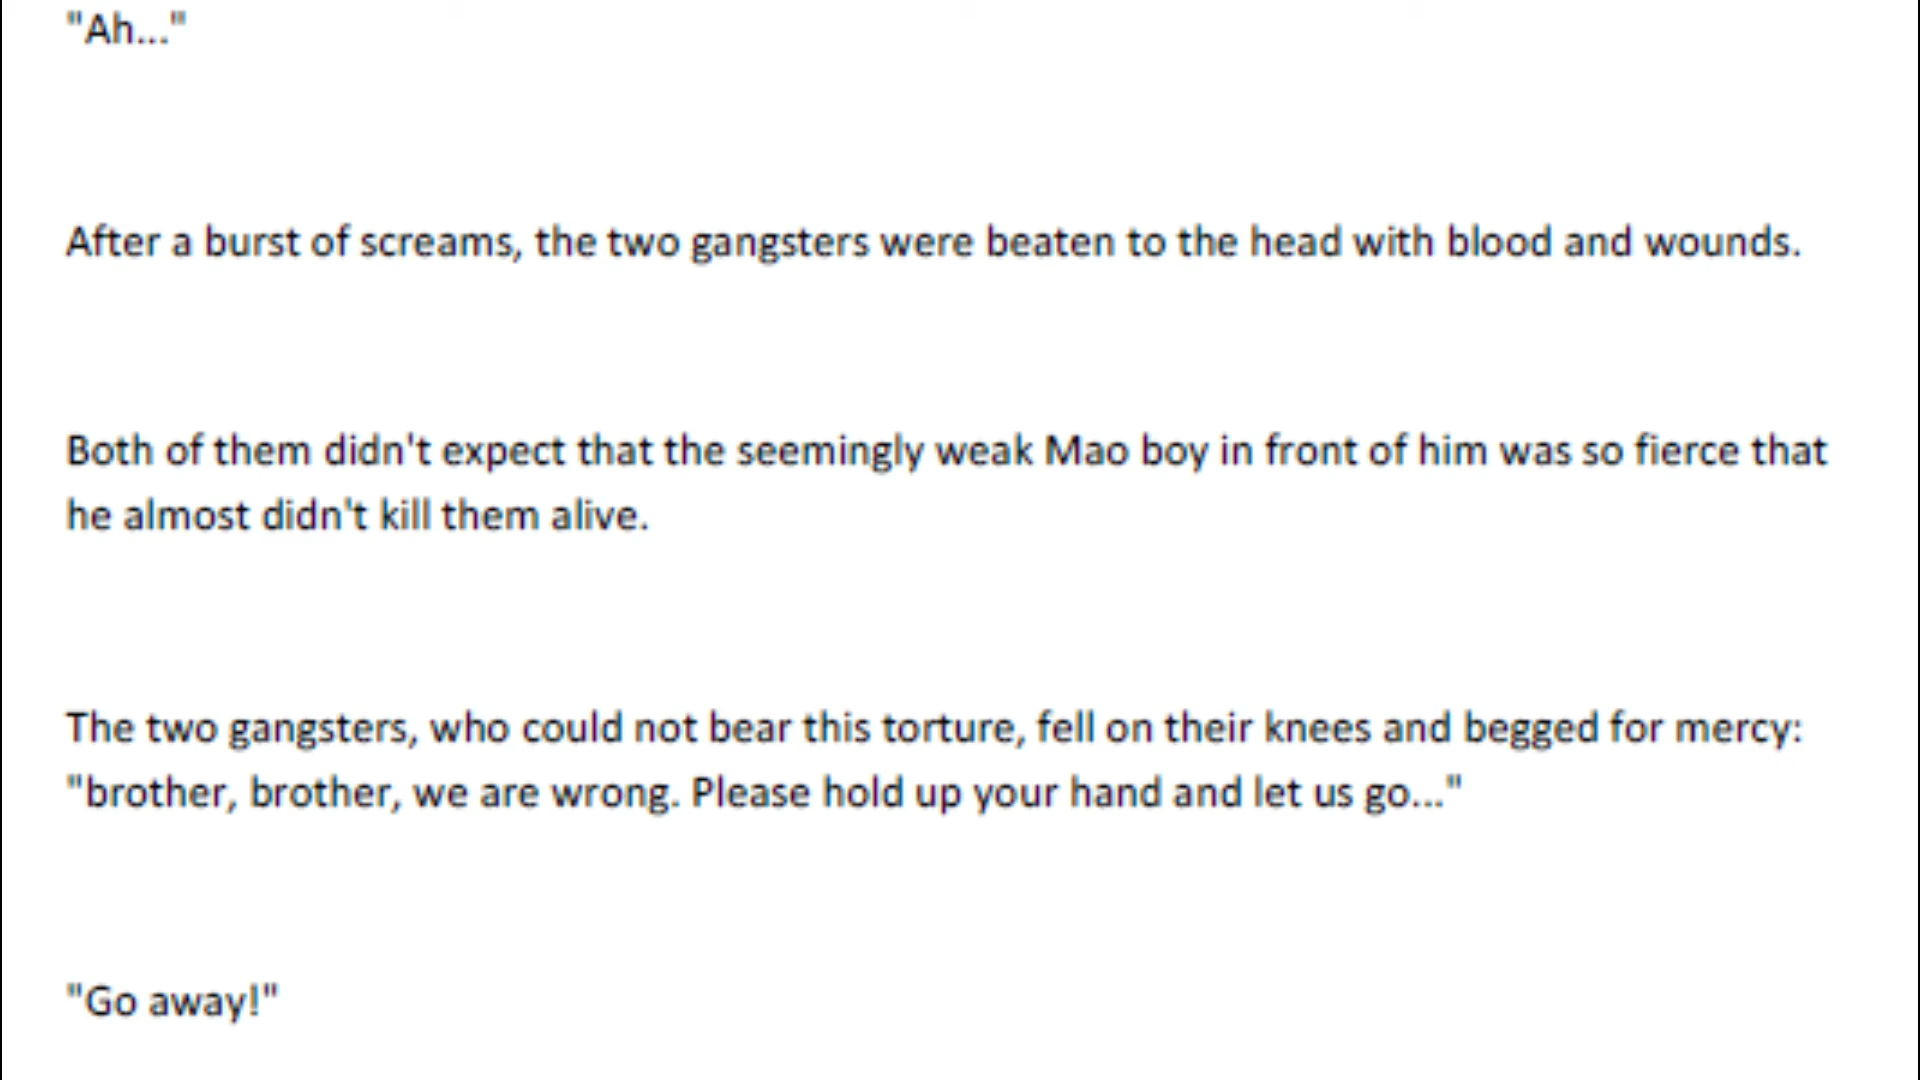 "Ah..."
After a burst of screams, the two gangsters were beaten to the head with blood and wounds.
Both of them didn't expect that the seemingly weak Mao boy in front of him was so fierce that
he almost didn't kill them alive.
The two gangsters, who could not bear this torture, fell on their knees and begged for mercy:
"brother, brother, we are wrong. Please hold up your hand and let us go..."
"Go away!"